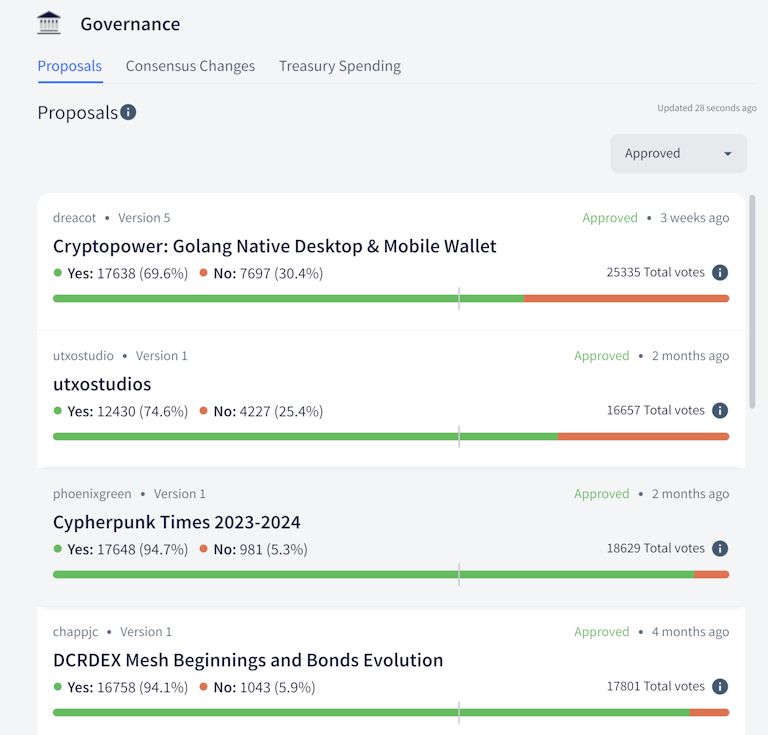 Governance
Proposals Consensus Changes Treasury Spending
Proposals
Updated 28 seconds ago
Approved
dreacot • Version 5 Approved • 3 weeks ago
Cryptopower: Golang Native Desktop & Mobile Wallet
Yes: 17638 (69.6%) No: 7697 (30.4%) 25335 Total votes
utxostudio • Version 1 Approved • 2 months ago
utxostudios
Yes: 12430 (74.6%) No: 4227 (25.4%) 16657 Total votes
phoenixgreen • Version 1 Approved • 2 months ago
Cypherpunk Times 2023-2024
Yes: 17648 (94.7%) No: 981 (5.3%) 18629 Total votes
chappjc • Version 1 Approved • 4 months ago
DCRDEX Mesh Beginnings and Bonds Evolution
Yes: 16758 (94.1%) No: 1043 (5.9%) 17801 Total votes